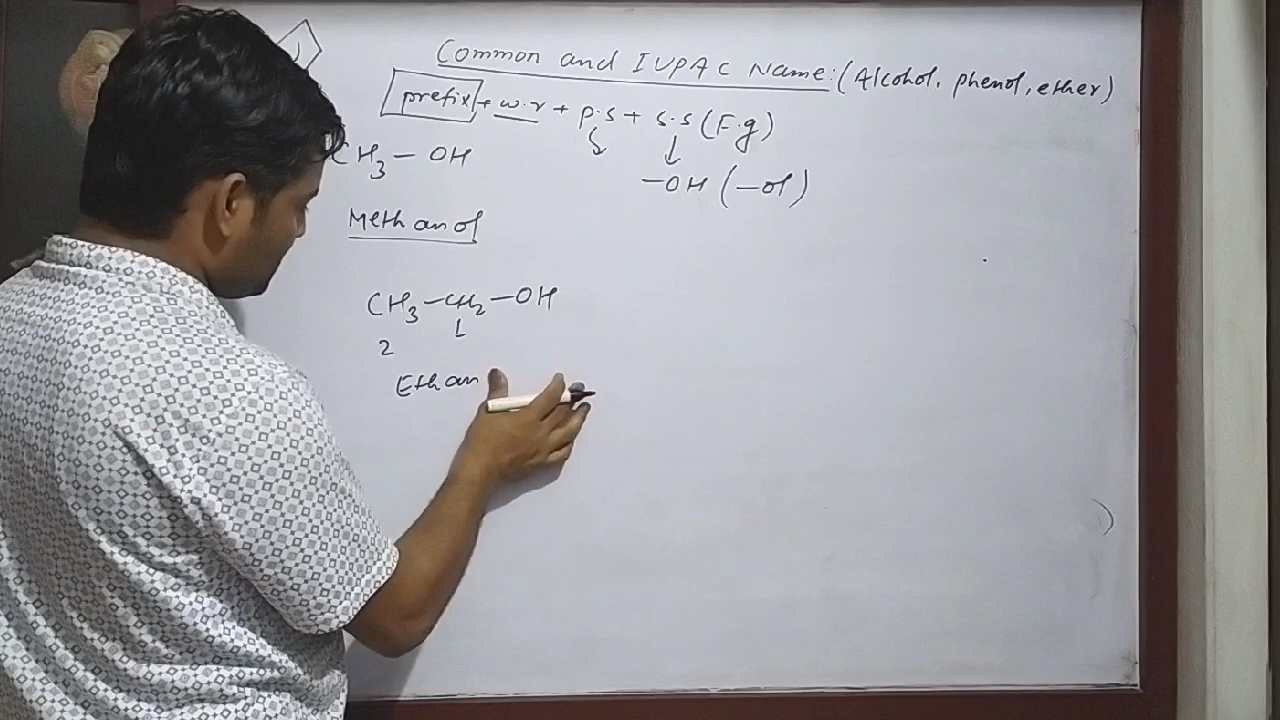 Common and IUPAC Name: (Alcohol, phenol, ether)
prefix + w.r + p.s + s.s (F.g)
CH3 - OH
-OH (-ol)
Methanol
CH3 - CH2 - OH
2 1
Ethan